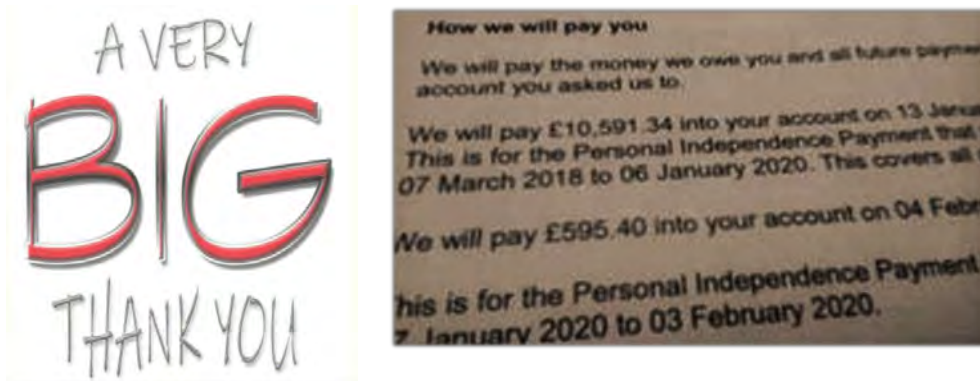 A VERY
BIG
THANK YOU
How we will pay you
We will pay the money we owe you and all future
account you asked us to.
We will pay £10,591.34 into your account on 13
This is for the Personal Independence Payment that
07 March 2018 to 06 January 2020. This covers all
We will pay £595.40 into your account on 04
his is for the Personal Independence Payment
January 2020 to 03 February 2020.